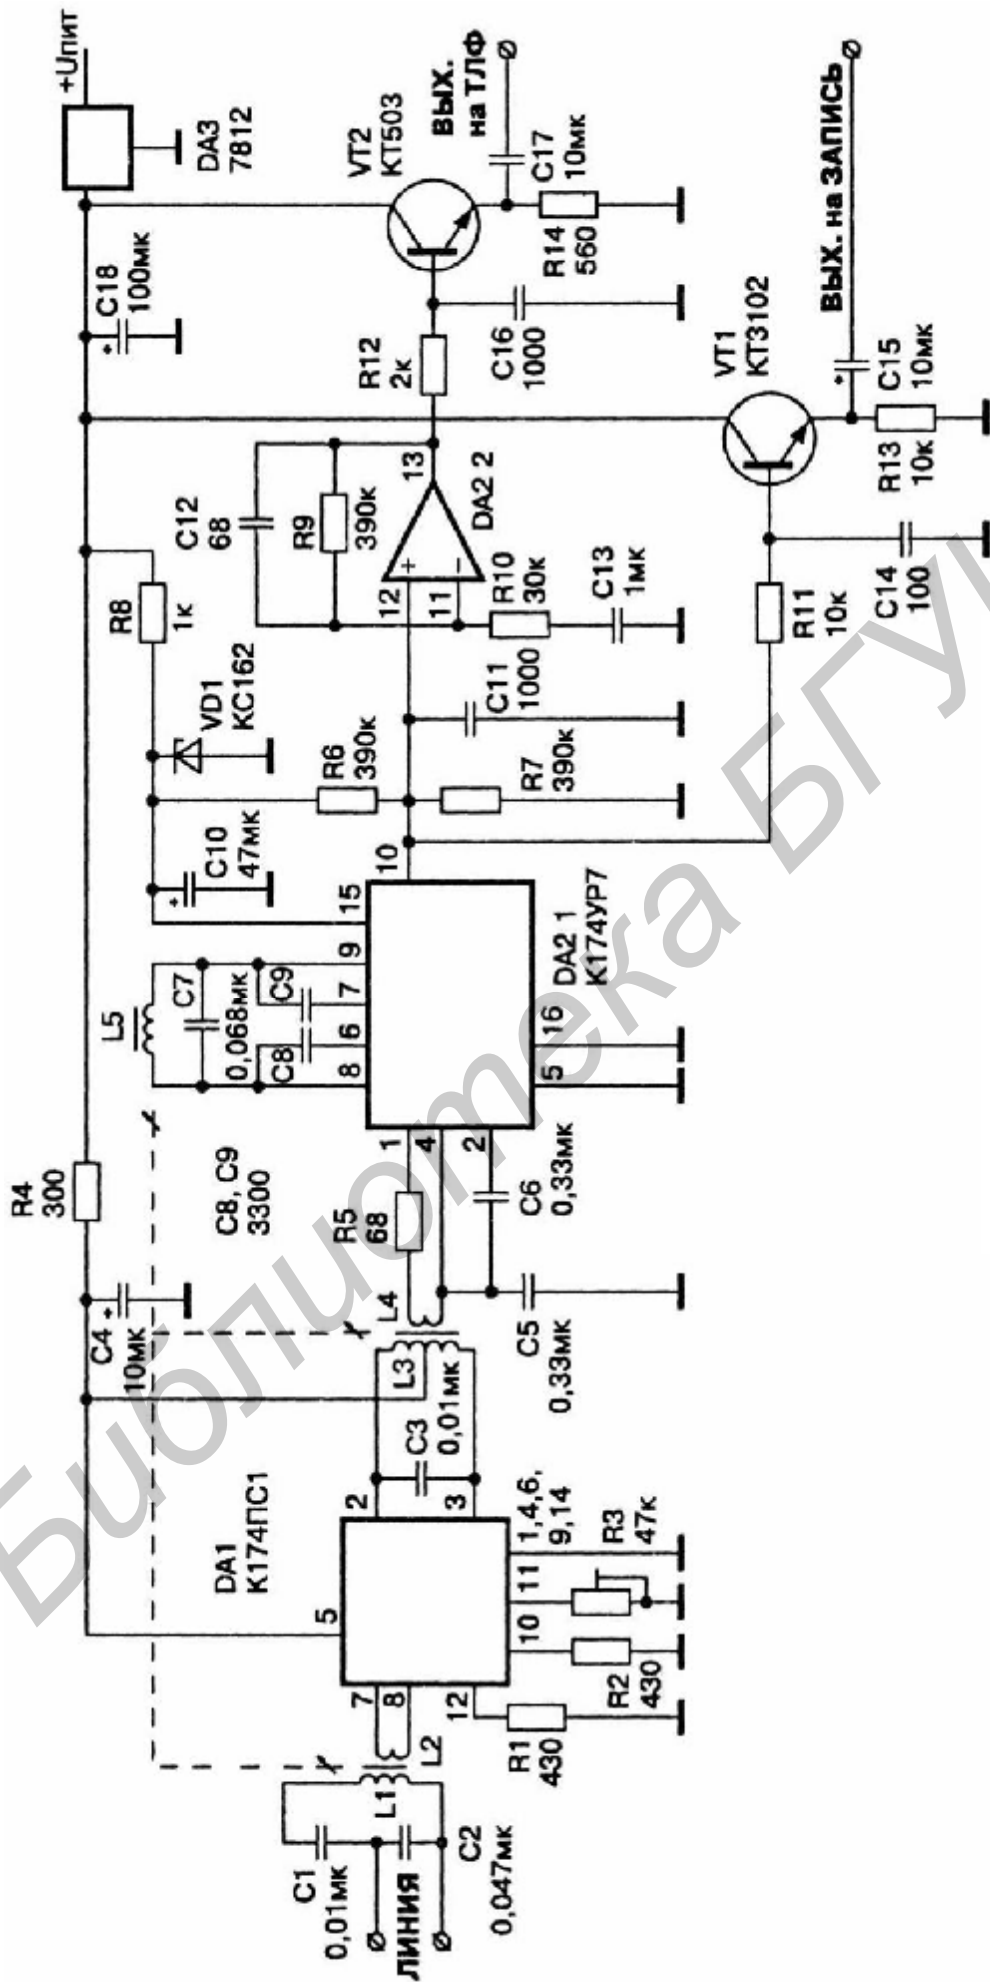 +Uпит
DA3
7812
C18
100мк
VT2
КТ503
ВЫХ.
на ТЛФ
C17
10мк
R14
560
R12
2к
C16
1000
VT1
КТ3102
ВЫХ. на ЗАПИСЬ
C15
10мк
R13
10к
C14
100
R11
10к
C12
68
R9
390к
13
DA2 2
12
11
+
−
R10
30к
C13
1мк
R8
1к
VD1
КС162
R6
390к
C11
1000
R7
390к
C10
47мк
10
15
9
7
6
8
L5
C7
0,068мк
C9
C8
DA2 1
К174УР7
16
5
1
4
2
R4
300
C8, C9
3300
R5
68
C6
0,33мк
L4
C5
0,33мк
C4
10мк
L3
C3
0,01мк
DA1
К174ПС1
2
3
5
1,4,6,
9,14
11
10
R3
47к
R2
430
7
8
12
R1
430
L2
L1
C1
0,01мк
ЛИНИЯ
C2
0,047мк
Библиотека БГУ